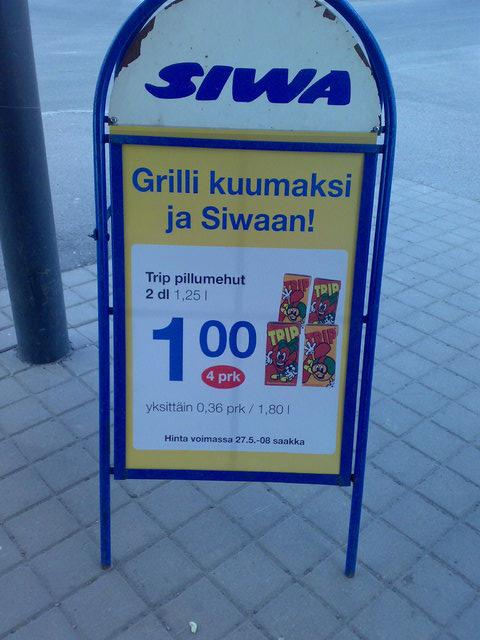 SIWA
Grilli kuumaksi
ja Siwaan!
Trip pillumehut
2 dl 1,25 l
1 00
4 prk
TRIP TRIP
TRIP TRIP
yksittäin 0,36 prk / 1,80 l
Hinta voimassa 27.5.-08 saakka